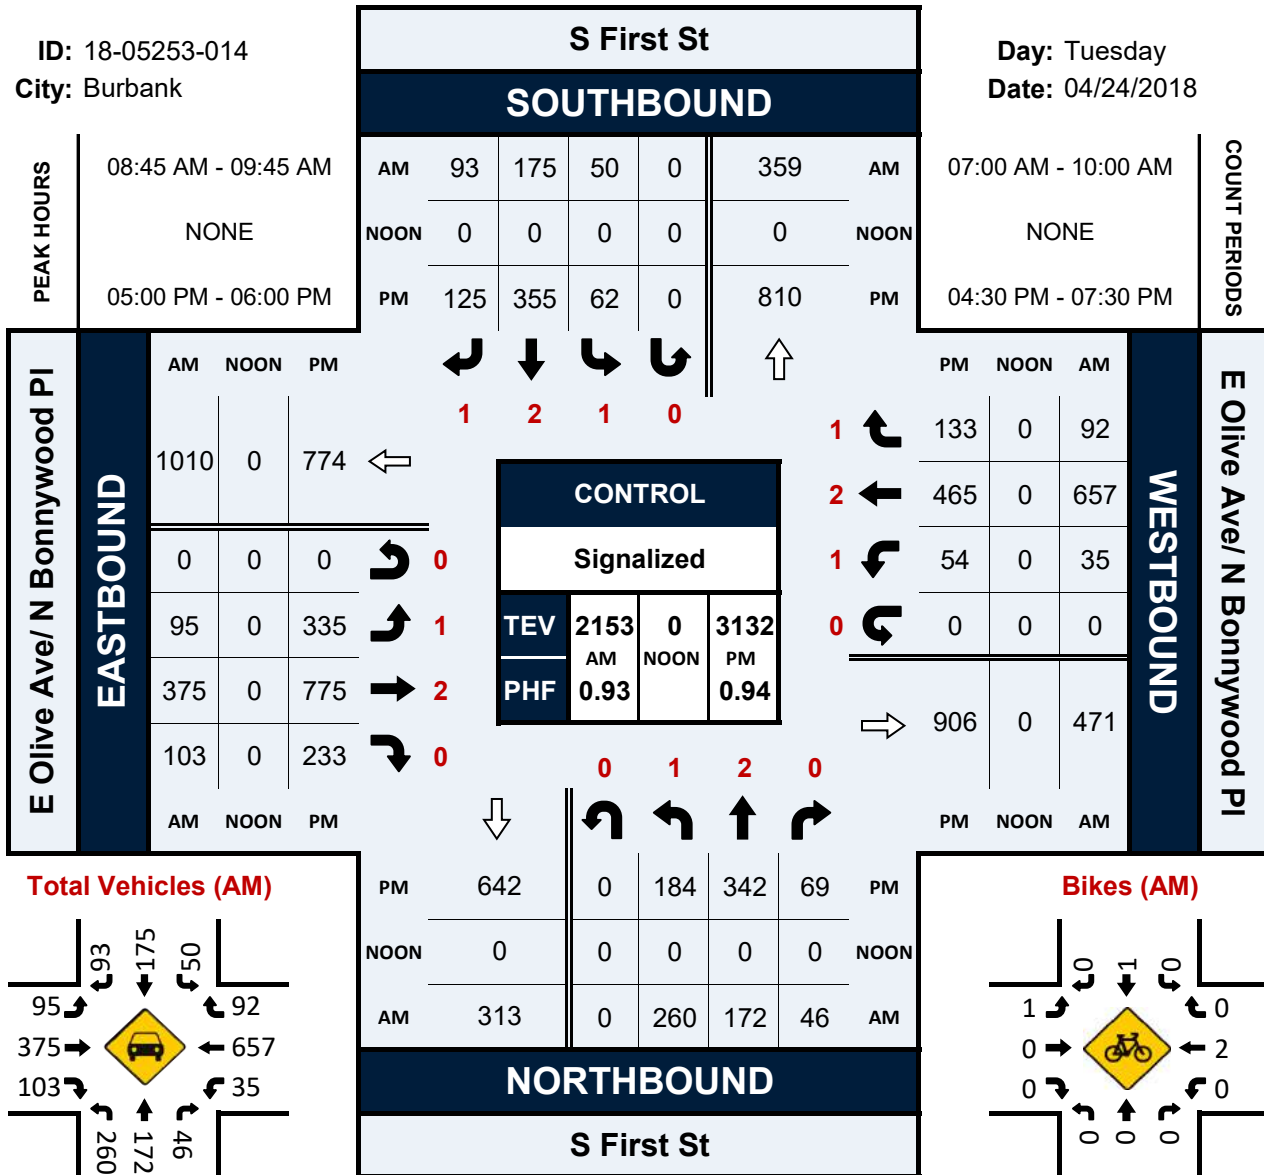 S First St
ID: 18-05253-014
Day: Tuesday
City: Burbank
Date: 04/24/2018
SOUTHBOUND
PEAK HOURS
08:45 AM - 09:45 AM
NONE
05:00 PM - 06:00 PM
AM 93 175 50 0 359 AM
NOON 0 0 0 0 0 NOON
PM 125 355 62 0 810 PM
07:00 AM - 10:00 AM
NONE
04:30 PM - 07:30 PM
COUNT PERIODS
1 2 1 0
E Olive Ave/ N Bonnywood Pl
EASTBOUND
AM NOON PM
1010 0 774
0 0 0 0
95 0 335 1
375 0 775 2
103 0 233 0
AM NOON PM
CONTROL
Signalized
TEV 2153 0 3132
AM NOON PM
PHF 0.93 0.94
PM NOON AM
1 133 0 92
2 465 0 657
1 54 0 35
0 0 0 0
906 0 471
PM NOON AM
WESTBOUND
E Olive Ave/ N Bonnywood Pl
0 1 2 0
PM 642 0 184 342 69 PM
NOON 0 0 0 0 0 NOON
AM 313 0 260 172 46 AM
NORTHBOUND
S First St
Total Vehicles (AM)
93 175 50
95 92
375 657
103 35
260 172 46
Bikes (AM)
0 1 0
1 0
0 2
0 0
0 0 0